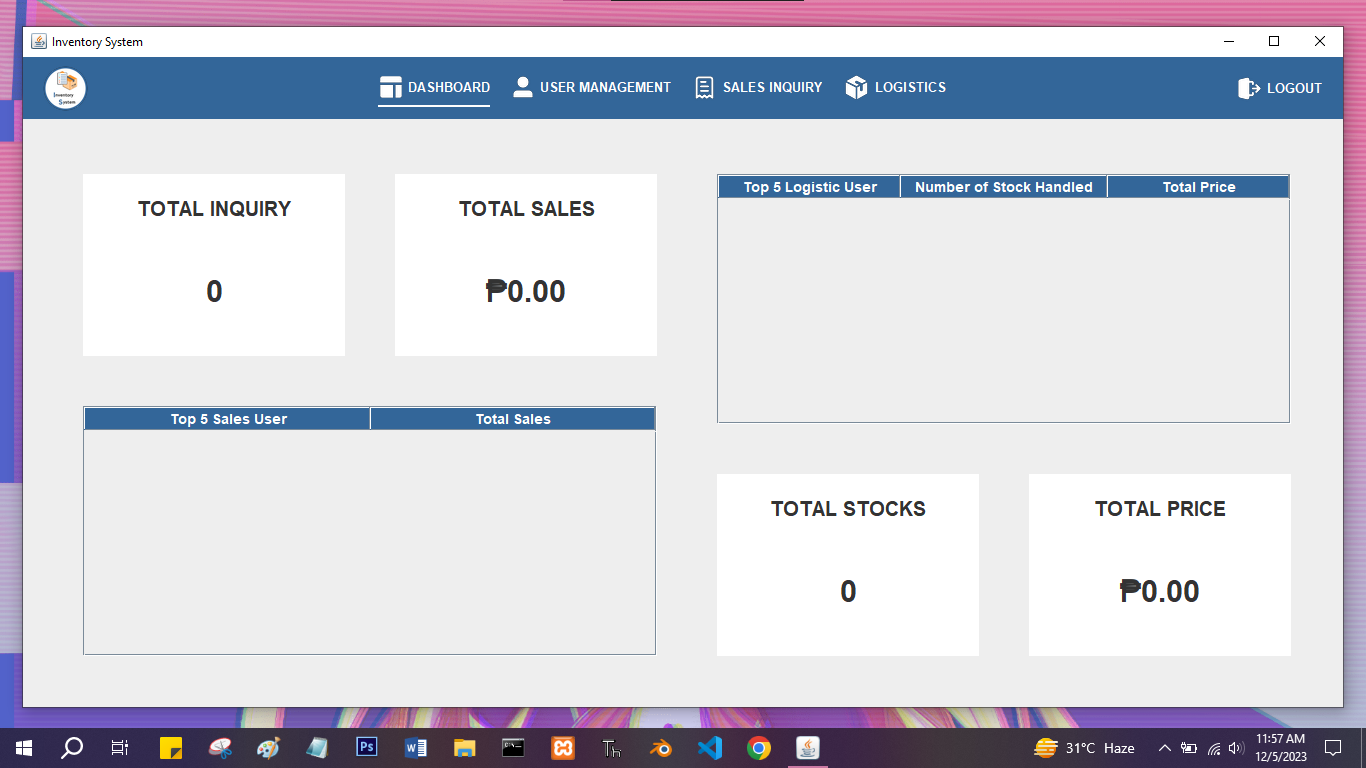 Inventory System
Inventory
System
DASHBOARD
USER MANAGEMENT
SALES INQUIRY
LOGISTICS
LOGOUT
TOTAL INQUIRY
0
TOTAL SALES
₱0.00
Top 5 Logistic User Number of Stock Handled Total Price
Top 5 Sales User Total Sales
TOTAL STOCKS
0
TOTAL PRICE
₱0.00
Ps
W
Th
31°C Haze
11:57 AM
12/5/2023